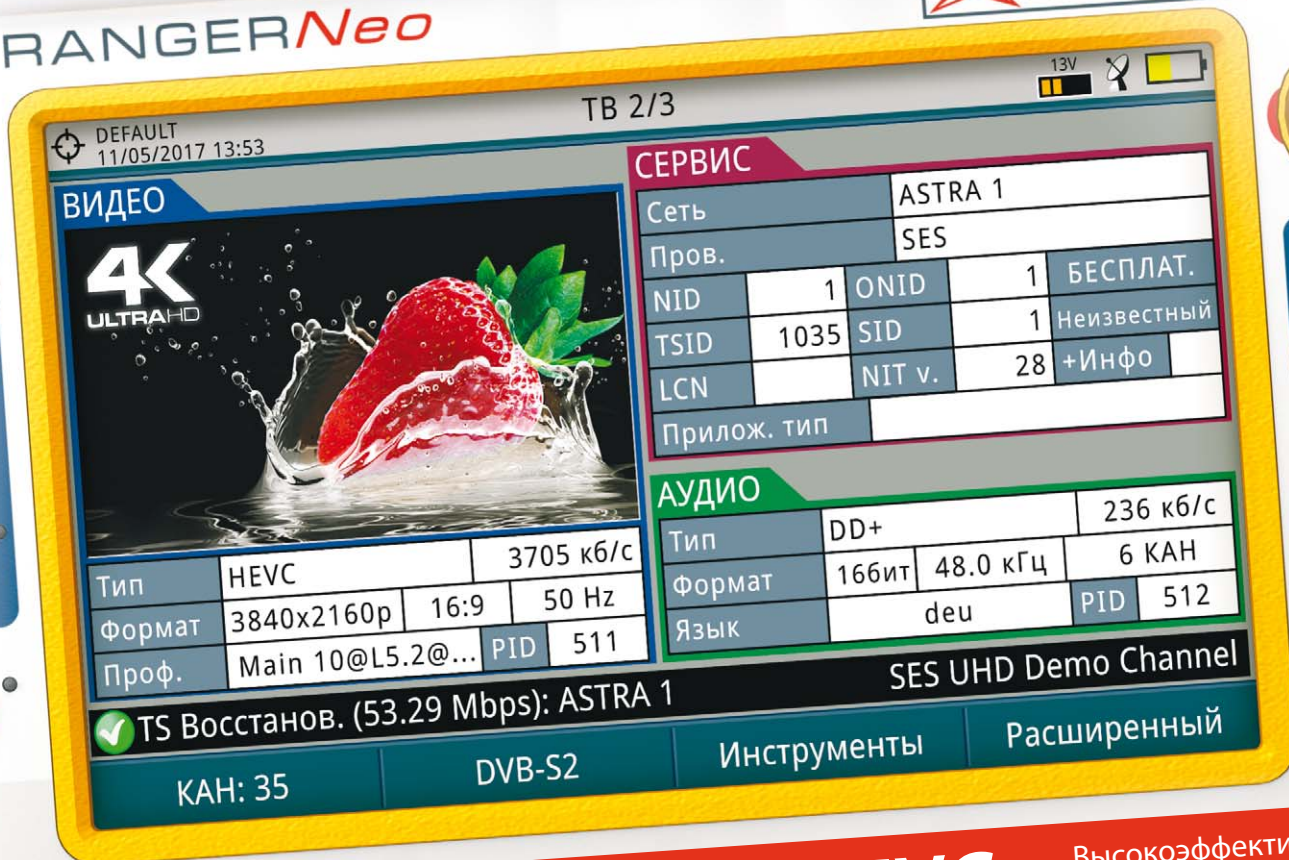 RANGERNeo
DEFAULT
11/05/2017 13:53
ТВ 2/3
13V
ВИДЕО
4K
ULTRAHD
Тип HEVC 3705 кб/с
Формат 3840x2160p 16:9 50 Hz
Проф. Main 10@L5.2@... PID 511
СЕРВИС
Сеть ASTRA 1
Пров. SES
NID 1 ONID 1 БЕСПЛАТ.
TSID 1035 SID 1 Неизвестный
LCN NIT v. 28 +Инфо
Прилож. тип
АУДИО
Тип DD+ 236 кб/с
Формат 16бит 48.0 кГц 6 КАН
Язык deu PID 512
TS Восстанов. (53.29 Mbps): ASTRA 1 SES UHD Demo Channel
КАН: 35 DVB-S2 Инструменты Расширенный